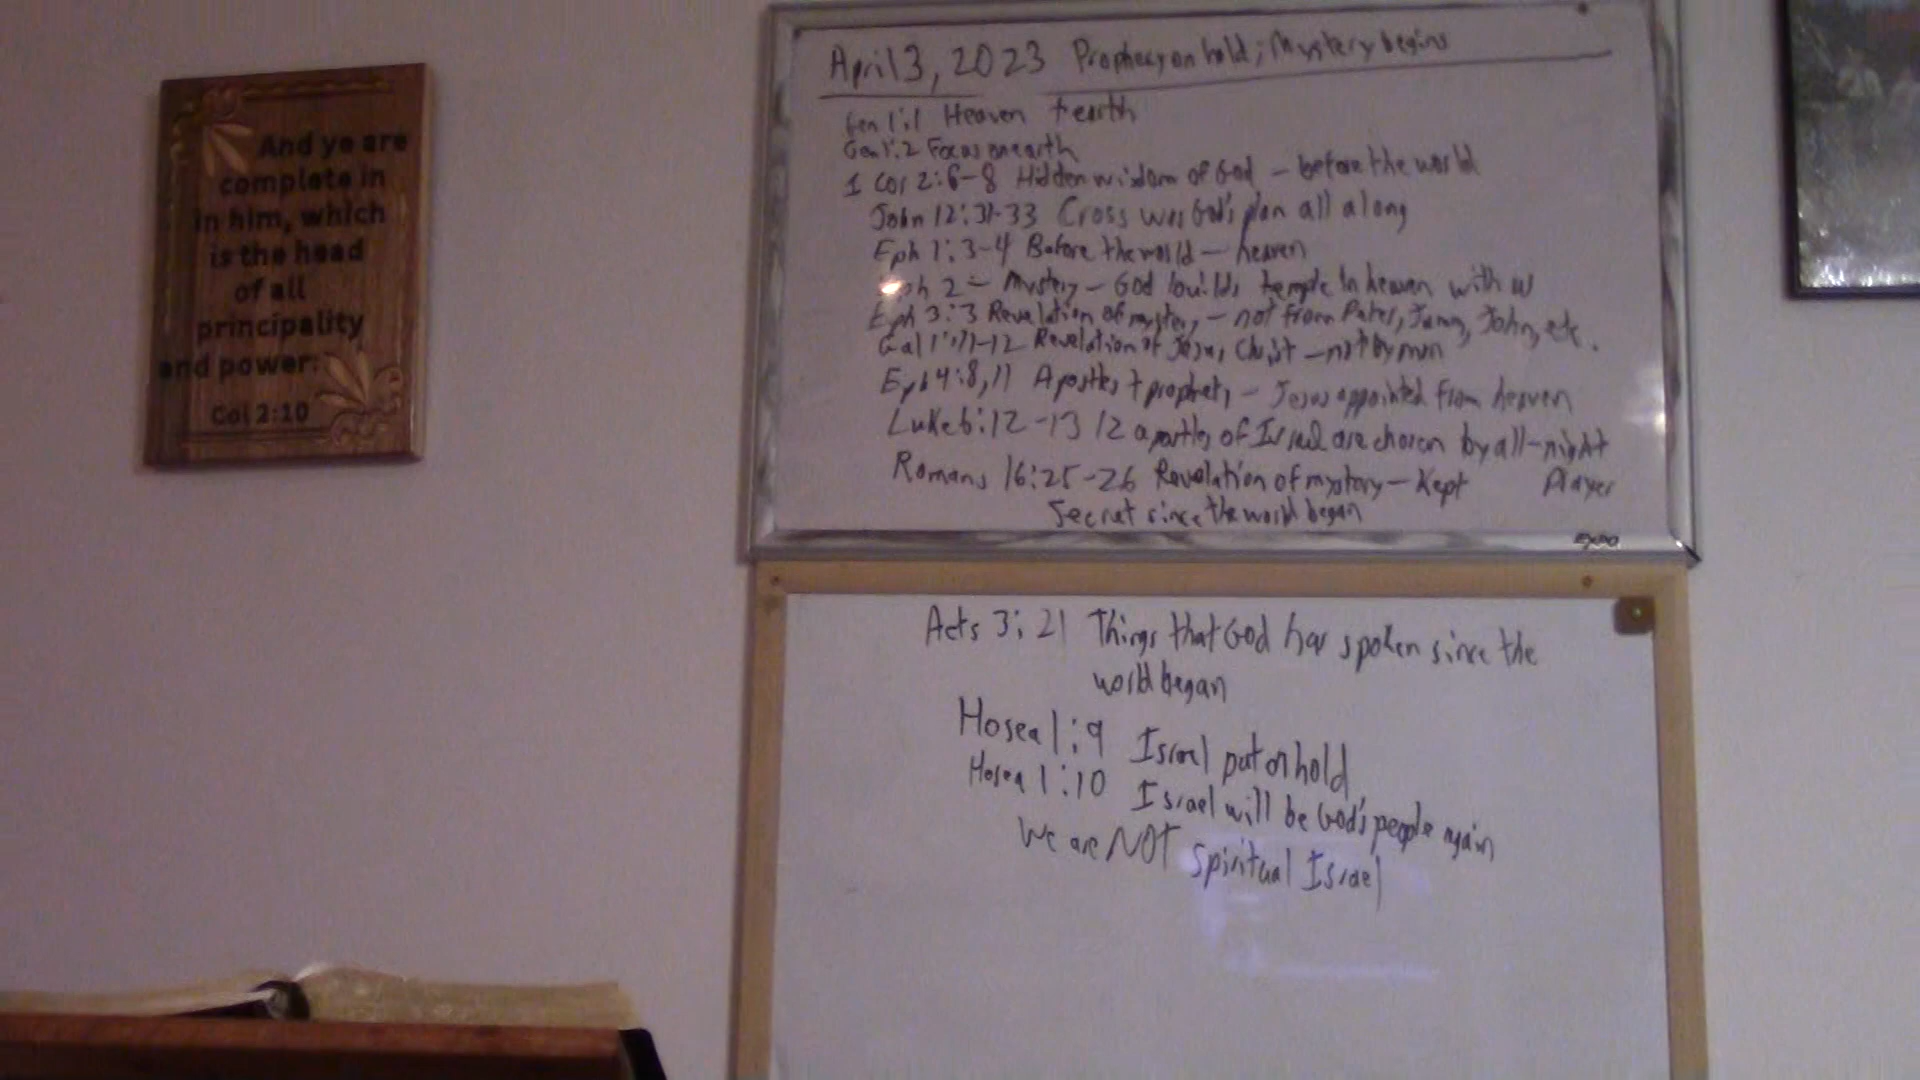 And ye are
complete in
in him, which
is the head
of all
principality
and power:
Col 2:10
April 3, 2023 Prophecy on hold; Mystery begins
Gen 1:1 Heaven + earth
Gen 1:2 Focus on earth
1 Cor 2:6-8 Hidden wisdom of God - before the world
John 12:31-33 Cross was God's plan all along
Eph 1:3-4 Before the world - heaven
Eph 2 - Mystery - God builds temple in heaven with
Eph 3:3 Revelation of mystery - not from Peter, James, John, etc.
Gal 1:11-12 Revelation of Jesus Christ - not by man
Eph 4:8,11 Apostles + prophets - Jesus appointed from heaven
Luke 6:12-13 12 apostles of Israel are chosen by all-night
Prayer
Romans 16:25-26 Revelation of mystery - Kept
Secret since the world began
EXPO
Acts 3:21 Things that God has spoken since the
world began
Hosea 1:9 Israel put on hold
Hosea 1:10 Israel will be God's people again
We are NOT spiritual Israel